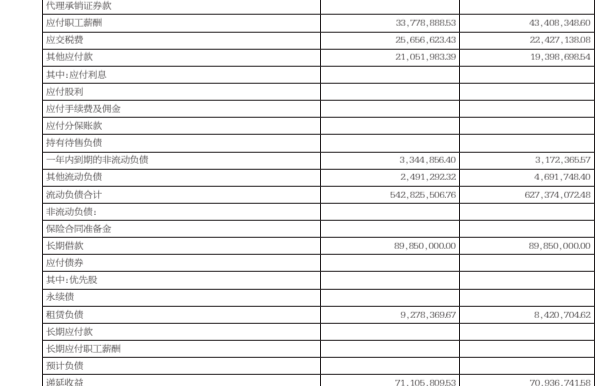 代理承销证券款
应付职工薪酬 33,778,888.53 43,408,348.60
应交税费 25,656,623.43 22,427,138.08
其他应付款 21,051,983.39 19,398,698.54
其中:应付利息
应付股利
应付手续费及佣金
应付分保账款
持有待售负债
一年内到期的非流动负债 3,344,856.40 3,172,365.57
其他流动负债 2,491,292.32 4,691,748.40
流动负债合计 542,825,506.76 627,374,072.48
非流动负债:
保险合同准备金
长期借款 89,850,000.00 89,850,000.00
应付债券
其中:优先股
永续债
租赁负债 9,278,369.67 8,420,704.62
长期应付款
长期应付职工薪酬
预计负债
递延收益 71,105,809.53 70,936,741.58